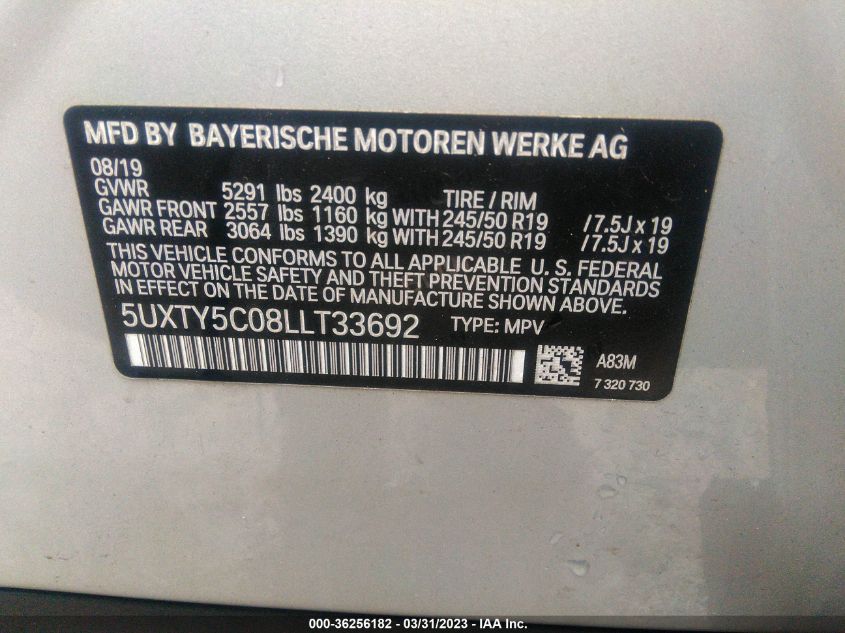 MFD BY BAYERISCHE MOTOREN WERKE AG
08/19
GVWR 5291 lbs 2400 kg TIRE / RIM
GAWR FRONT 2557 lbs 1160 kg WITH 245/50 R19 /7.5J x 19
GAWR REAR 3064 lbs 1390 kg WITH 245/50 R19 /7.5J x 19
THIS VEHICLE CONFORMS TO ALL APPLICABLE U. S. FEDERAL
MOTOR VEHICLE SAFETY AND THEFT PREVENTION STANDARDS
IN EFFECT ON THE DATE OF MANUFACTURE SHOWN ABOVE.
5UXTY5C08LLT33692 TYPE: MPV
A83M
7 320 730
000-36256182 - 03/31/2023 - IAA Inc.